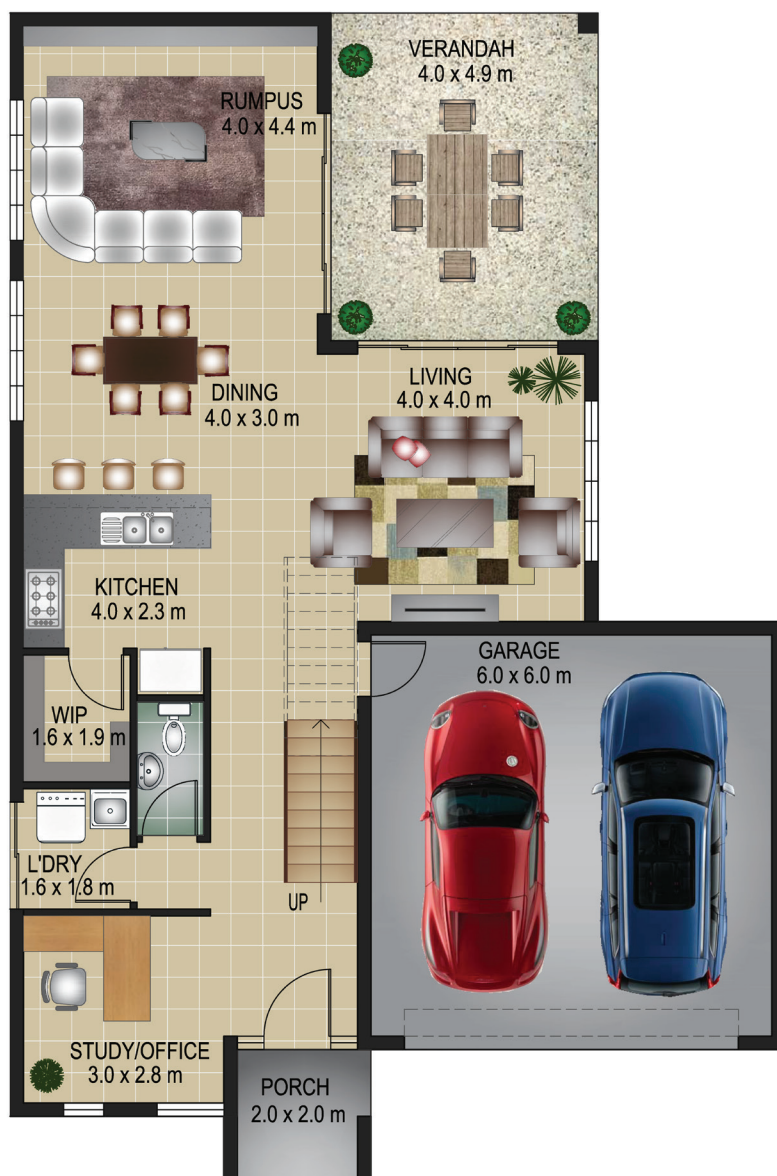 VERANDAH
4.0 x 4.9 m
RUMPUS
4.0 x 4.4 m
LIVING
4.0 x 4.0 m
DINING
4.0 x 3.0 m
KITCHEN
4.0 x 2.3 m
GARAGE
6.0 x 6.0 m
WIP
1.6 x 1.9 m
L'DRY
1.6 x 1.8 m
UP
STUDY/OFFICE
3.0 x 2.8 m
PORCH
2.0 x 2.0 m